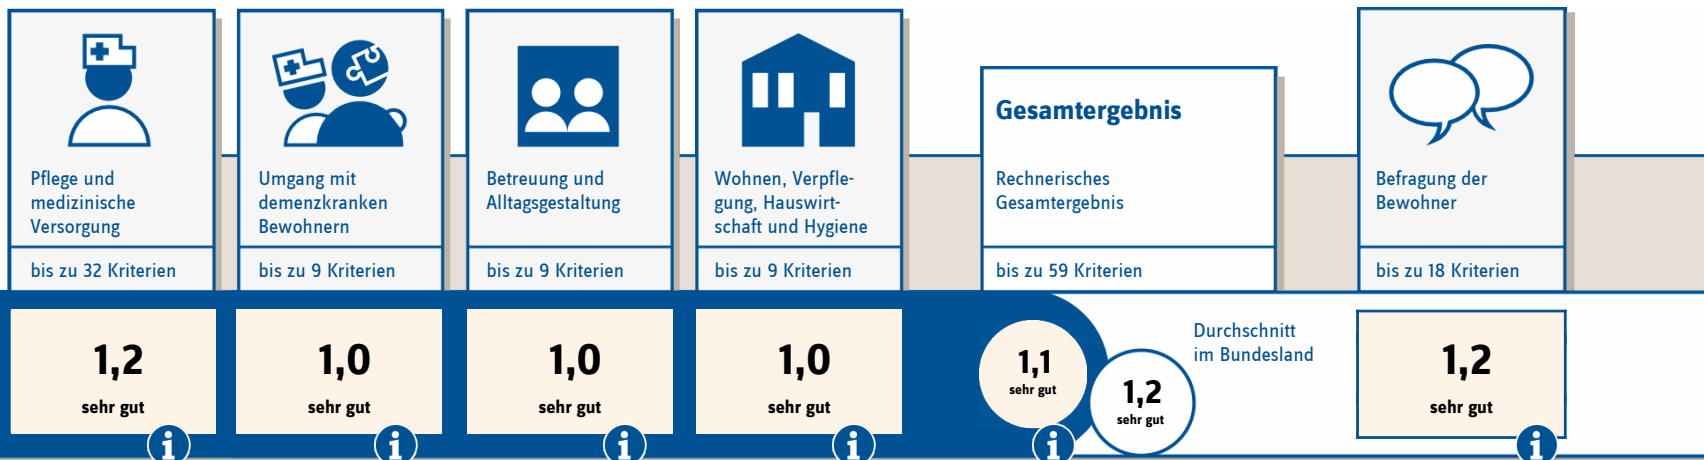 Pflege und
medizinische
Versorgung
bis zu 32 Kriterien
1,2
sehr gut
i
Umgang mit
demenzkranken
Bewohnern
bis zu 9 Kriterien
1,0
sehr gut
i
Betreuung und
Alltagsgestaltung
bis zu 9 Kriterien
1,0
sehr gut
i
Wohnen, Verpfle-
gung, Hauswirt-
schaft und Hygiene
bis zu 9 Kriterien
1,0
sehr gut
i
Gesamtergebnis
Rechnerisches
Gesamtergebnis
bis zu 59 Kriterien
1,1
sehr gut
i
Durchschnitt
im Bundesland
1,2
sehr gut
Befragung der
Bewohner
bis zu 18 Kriterien
1,2
sehr gut
i